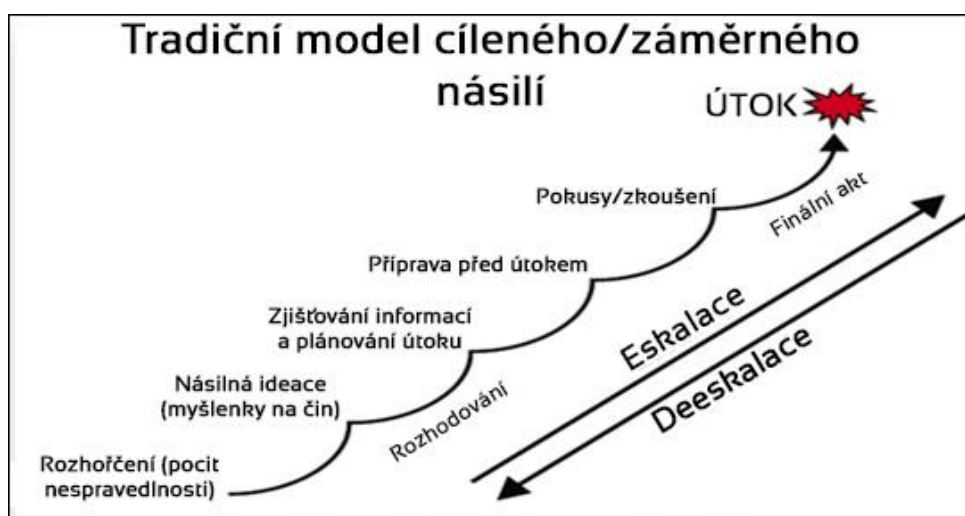 Tradiční model cíleného/záměrného
násilí
ÚTOK
Pokusy/zkoušení
Finální akt
Příprava před útokem
Zjišťování informací
a plánování útoku
Eskalace
Deeskalace
Násilná ideace
(myšlenky na čin)
Rozhodování
Rozhořčení (pocit
nespravedlnosti)